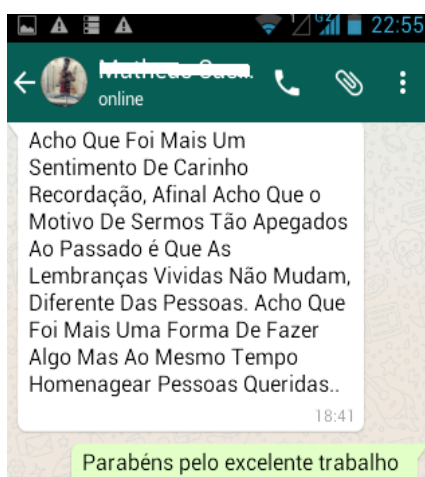 22:55
online
Acho Que Foi Mais Um
Sentimento De Carinho
Recordação, Afinal Acho Que o
Motivo De Sermos Tão Apegados
Ao Passado é Que As
Lembranças Vividas Não Mudam,
Diferente Das Pessoas. Acho Que
Foi Mais Uma Forma De Fazer
Algo Mas Ao Mesmo Tempo
Homenagear Pessoas Queridas..
18:41
Parabéns pelo excelente trabalho